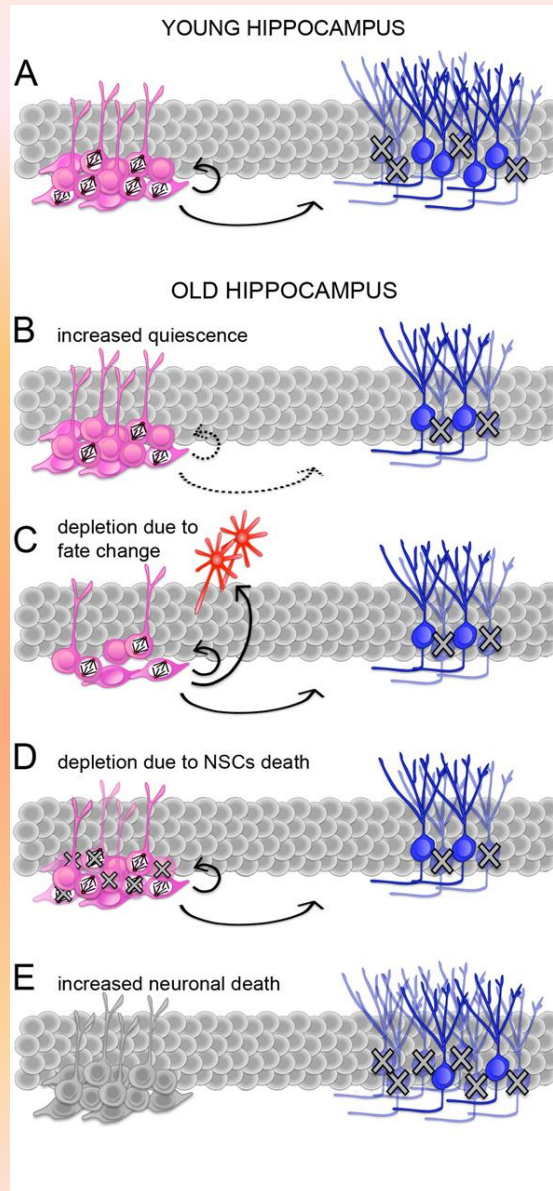 YOUNG HIPPOCAMPUS
A
OLD HIPPOCAMPUS
B increased quiescence
C depletion due to
fate change
D depletion due to NSCs death
E increased neuronal death